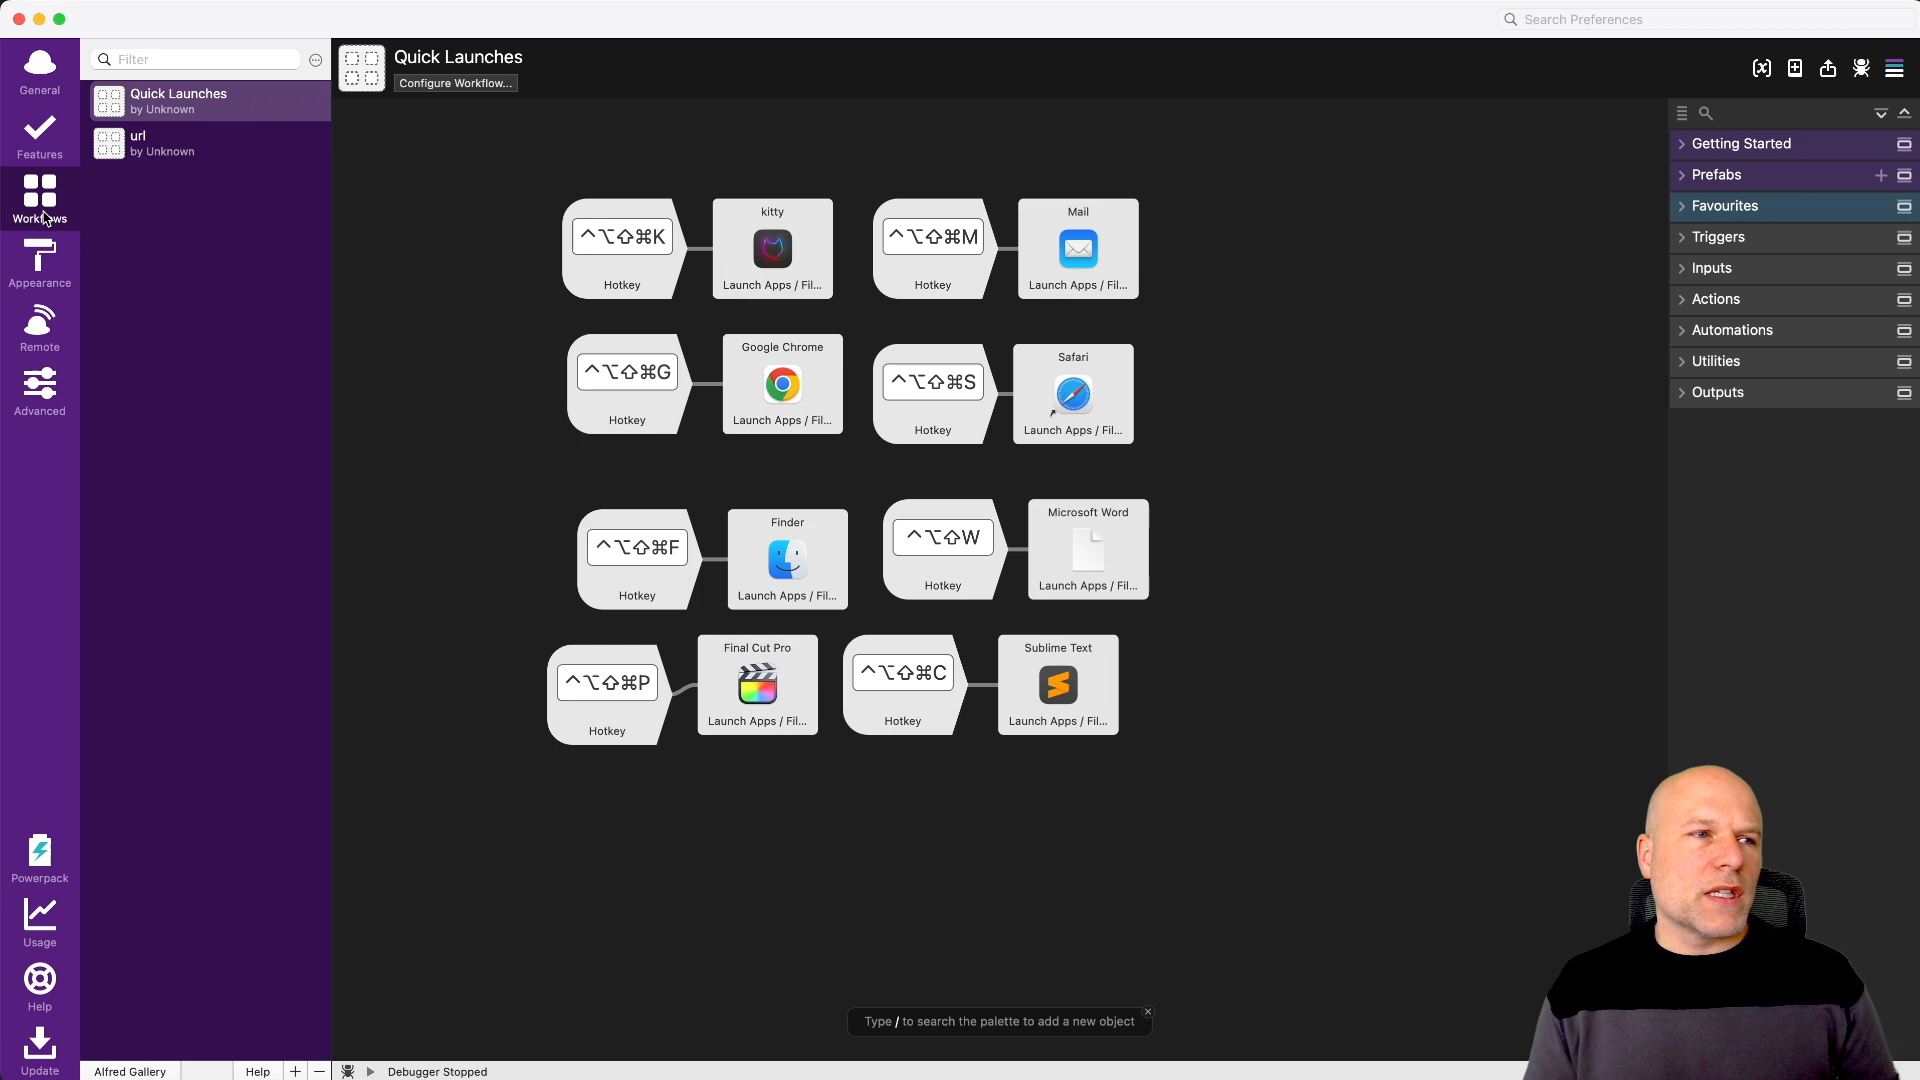 Search Preferences
General
Features
Workflows
Appearance
Remote
Advanced
Powerpack
Usage
Help
Update
Filter
Quick Launches
by Unknown
url
by Unknown
Alfred Gallery
Help
Quick Launches
Configure Workflow...
^⌥⇧⌘K
Hotkey
kitty
Launch Apps / Fil...
^⌥⇧⌘M
Hotkey
Mail
Launch Apps / Fil...
^⌥⇧⌘G
Hotkey
Google Chrome
Launch Apps / Fil...
^⌥⇧⌘S
Hotkey
Safari
Launch Apps / Fil...
^⌥⇧⌘F
Hotkey
Finder
Launch Apps / Fil...
^⌥⇧W
Hotkey
Microsoft Word
Launch Apps / Fil...
^⌥⇧⌘P
Hotkey
Final Cut Pro
Launch Apps / Fil...
^⌥⇧⌘C
Hotkey
Sublime Text
Launch Apps / Fil...
Type / to search the palette to add a new object
Debugger Stopped
Getting Started
Prefabs
Favourites
Triggers
Inputs
Actions
Automations
Utilities
Outputs